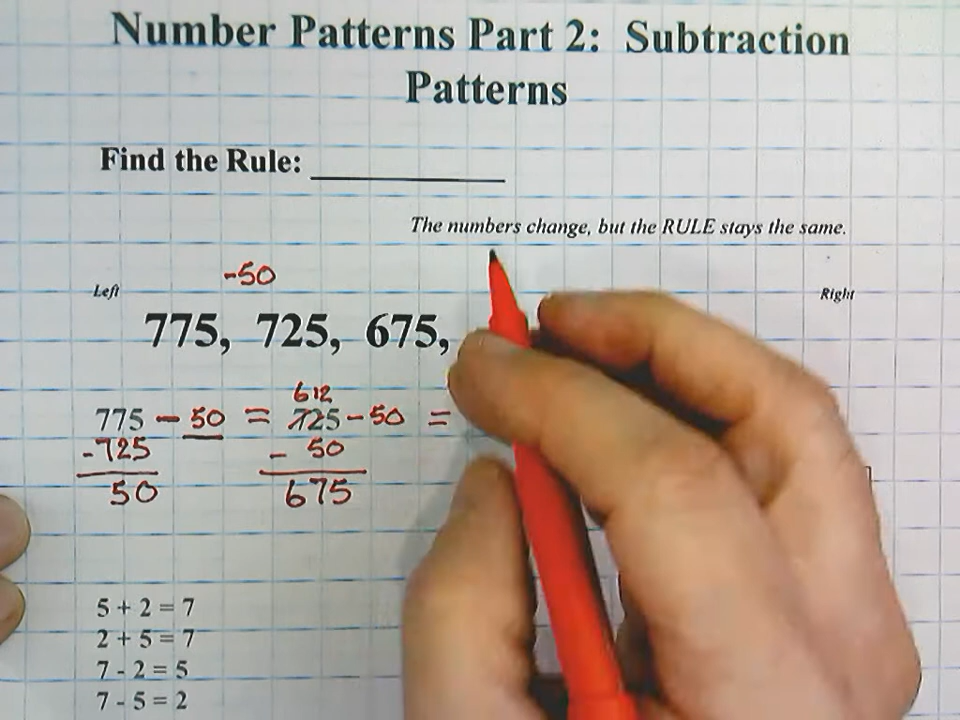 Number Patterns Part 2: Subtraction
Patterns
Find the Rule: __________
The numbers change, but the RULE stays the same.
-50
Left
Right
775, 725, 675,
612
775 - 50 = 725 - 50 =
-725 - 50
50 675
5 + 2 = 7
2 + 5 = 7
7 - 2 = 5
7 - 5 = 2